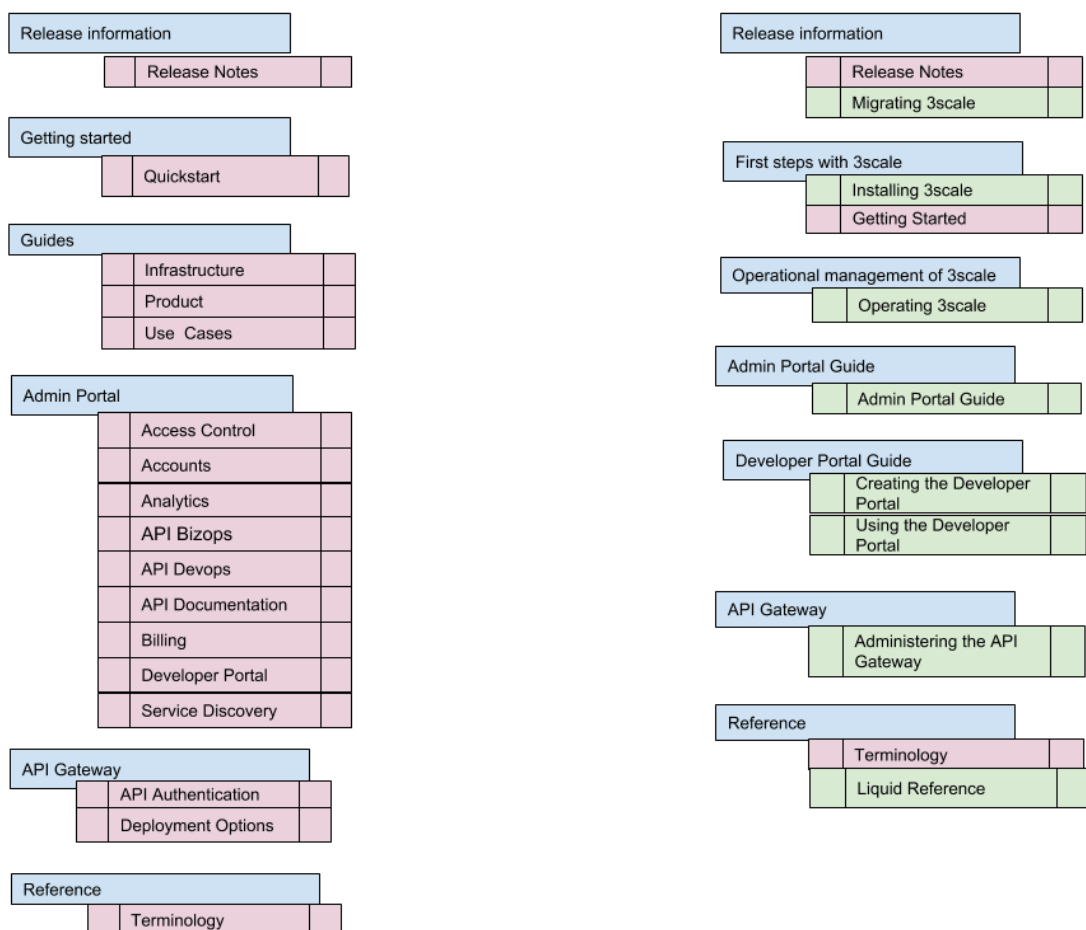 Release information
Release Notes
Getting started
Quickstart
Guides
Infrastructure
Product
Use Cases
Admin Portal
Access Control
Accounts
Analytics
API Bizops
API Devops
API Documentation
Billing
Developer Portal
Service Discovery
API Gateway
API Authentication
Deployment Options
Reference
Terminology
Release information
Release Notes
Migrating 3scale
First steps with 3scale
Installing 3scale
Getting Started
Operational management of 3scale
Operating 3scale
Admin Portal Guide
Admin Portal Guide
Developer Portal Guide
Creating the Developer
Portal
Using the Developer
Portal
API Gateway
Administering the API
Gateway
Reference
Terminology
Liquid Reference